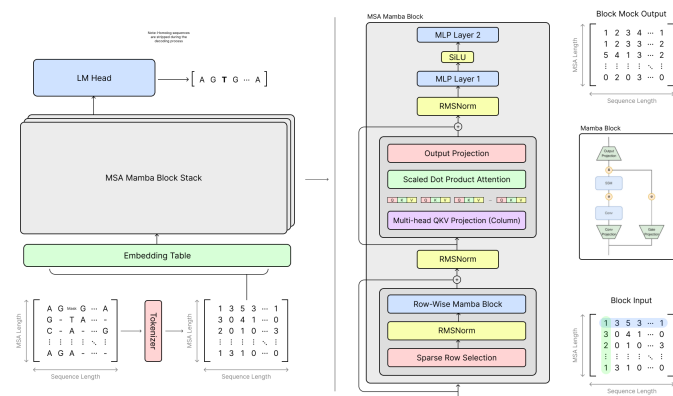 Note: Homolog sequences
are stripped during the
decoding process
LM Head
A G T G ... A
MSA Mamba Block Stack
Embedding Table
MSA Length
A G Mask G ... A
G - T A ... -
C - A - ... G
⋮ ⋮ ⋮ ⋮ ⋱ ⋮
A G A - ... -
Sequence Length
Tokenizer
MSA Length
1 3 5 3 ... 1
3 0 4 1 ... 0
2 0 1 0 ... 3
⋮ ⋮ ⋮ ⋮ ⋱ ⋮
1 3 1 0 ... 0
Sequence Length
MSA Mamba Block
MLP Layer 2
SiLU
MLP Layer 1
RMSNorm
+
Output Projection
Scaled Dot Product Attention
Q K V Q K V Q K V ... Q K V
Multi-head QKV Projection (Column)
RMSNorm
+
Row-Wise Mamba Block
RMSNorm
Sparse Row Selection
Block Mock Output
MSA Length
1 2 3 4 ... 1
1 2 3 3 ... 2
5 4 1 3 ... 2
⋮ ⋮ ⋮ ⋮ ⋱ ⋮
0 2 0 3 ... 0
Sequence Length
Mamba Block
Output
Projection
SSM
Conv
Conv
Projection
Gate
Projection
Block Input
MSA Length
1 3 5 3 ... 1
3 0 4 1 ... 0
2 0 1 0 ... 3
⋮ ⋮ ⋮ ⋮ ⋱ ⋮
1 3 1 0 ... 0
Sequence Length